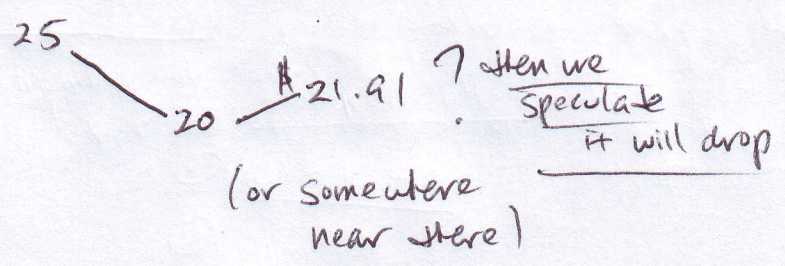 25
20
$21.91 ? then we
speculate
it will drop
(or somewhere
near there)